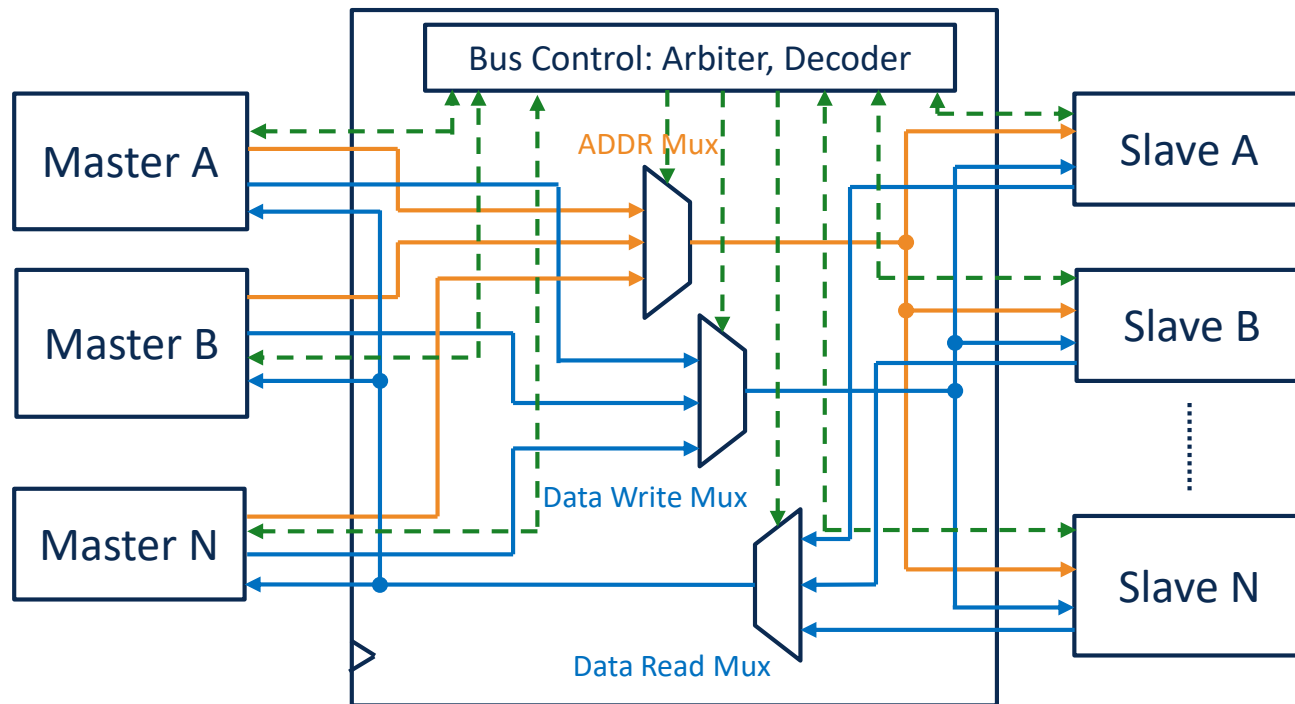 Bus Control: Arbiter, Decoder
Master A
ADDR Mux
Slave A
Master B
Slave B
Data Write Mux
Master N
Slave N
Data Read Mux